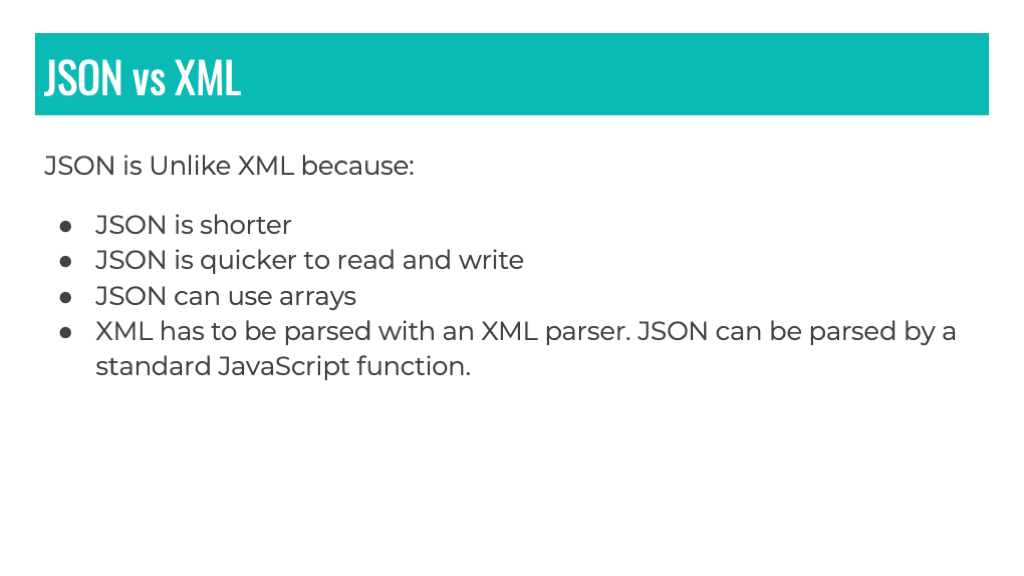 JSON vs XML
JSON is Unlike XML because:
● JSON is shorter
● JSON is quicker to read and write
● JSON can use arrays
● XML has to be parsed with an XML parser. JSON can be parsed by a
standard JavaScript function.